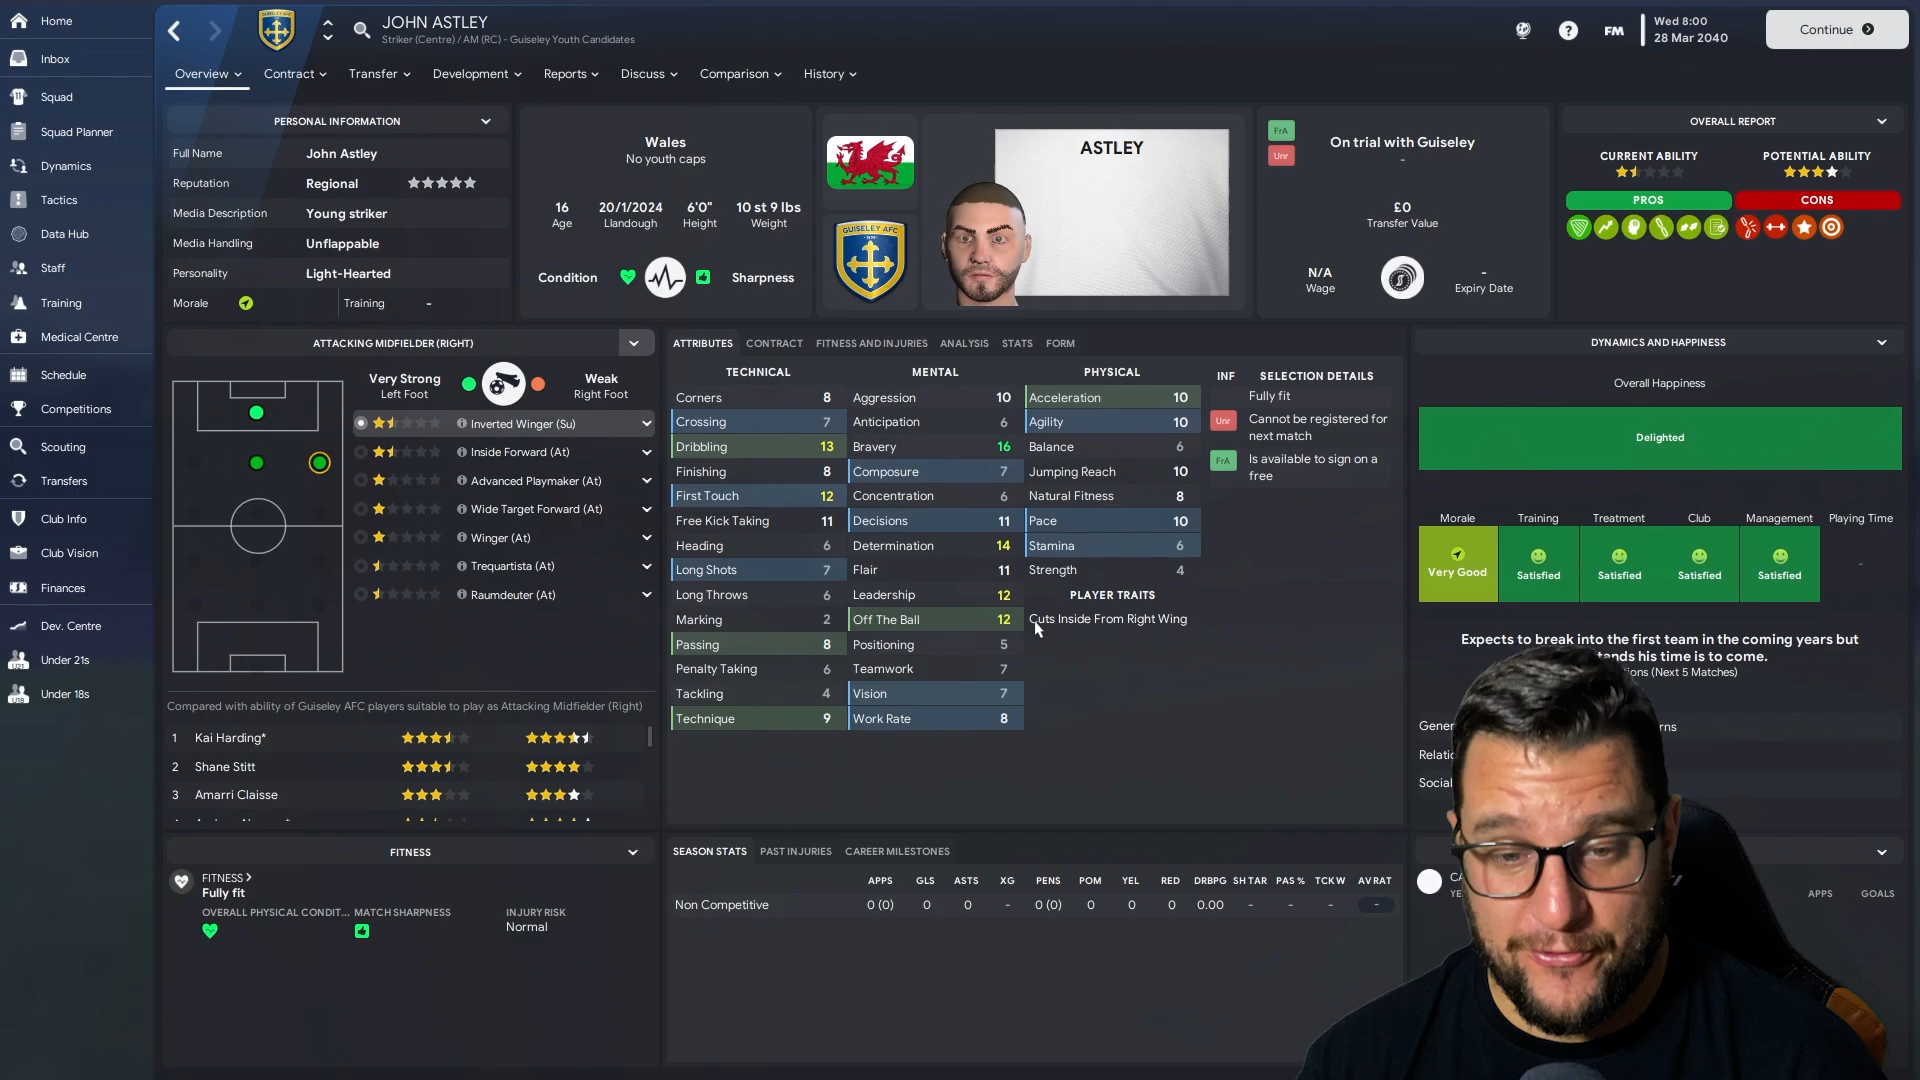 Home
Inbox
Squad
Squad Planner
Dynamics
Tactics
Data Hub
Staff
Training
Medical Centre
Schedule
Competitions
Scouting
Transfers
Club Info
Club Vision
Finances
Dev. Centre
Under 21s
Under 18s
JOHN ASTLEY
Striker (Centre) / AM (RC) - Guiseley Youth Candidates
FM
Wed 8:00
28 Mar 2040
Continue
Overview Contract Transfer Development Reports Discuss Comparison History
PERSONAL INFORMATION
Full Name John Astley
Reputation Regional
Media Description Young striker
Media Handling Unflappable
Personality Light-Hearted
Morale Training -
Wales
No youth caps
16 20/1/2024 6'0" 10 st 9 lbs
Age Llandough Height Weight
Condition Sharpness
GUISELEY AFC
ASTLEY
FrA
Unr
On trial with Guiseley
-
£0
Transfer Value
N/A -
Wage Expiry Date
OVERALL REPORT
CURRENT ABILITY POTENTIAL ABILITY
PROS CONS
ATTACKING MIDFIELDER (RIGHT)
Very Strong Weak
Left Foot Right Foot
Inverted Winger (Su)
Inside Forward (At)
Advanced Playmaker (At)
Wide Target Forward (At)
Winger (At)
Trequartista (At)
Raumdeuter (At)
Compared with ability of Guiseley AFC players suitable to play as Attacking Midfielder (Right)
1 Kai Harding*
2 Shane Stitt
3 Amarri Claisse
ATTRIBUTES CONTRACT FITNESS AND INJURIES ANALYSIS STATS FORM
TECHNICAL MENTAL PHYSICAL
Corners 8 Aggression 10 Acceleration 10
Crossing 7 Anticipation 6 Agility 10
Dribbling 13 Bravery 16 Balance 6
Finishing 8 Composure 7 Jumping Reach 10
First Touch 12 Concentration 6 Natural Fitness 8
Free Kick Taking 11 Decisions 11 Pace 10
Heading 6 Determination 14 Stamina 6
Long Shots 7 Flair 11 Strength 4
Long Throws 6 Leadership 12 PLAYER TRAITS
Marking 2 Off The Ball 12 Cuts Inside From Right Wing
Passing 8 Positioning 5
Penalty Taking 6 Teamwork 7
Tackling 4 Vision 7
Technique 9 Work Rate 8
INF SELECTION DETAILS
Fully fit
Unr Cannot be registered for
next match
FrA Is available to sign on a
free
DYNAMICS AND HAPPINESS
Overall Happiness
Delighted
Morale Training Treatment Club Management Playing Time
Very Good Satisfied Satisfied Satisfied Satisfied -
Expects to break into the first team in the coming years but
his time is to come.
(Next 5 Matches)
FITNESS
FITNESS
Fully fit
OVERALL PHYSICAL CONDIT... MATCH SHARPNESS INJURY RISK
Normal
SEASON STATS PAST INJURIES CAREER MILESTONES
APPS GLS ASTS XG PENS POM YEL RED DRBPG SH TAR PAS % TCK W AV RAT
Non Competitive 0 (0) 0 0 - 0 (0) 0 0 0 0.00 - - - -
APPS GOALS